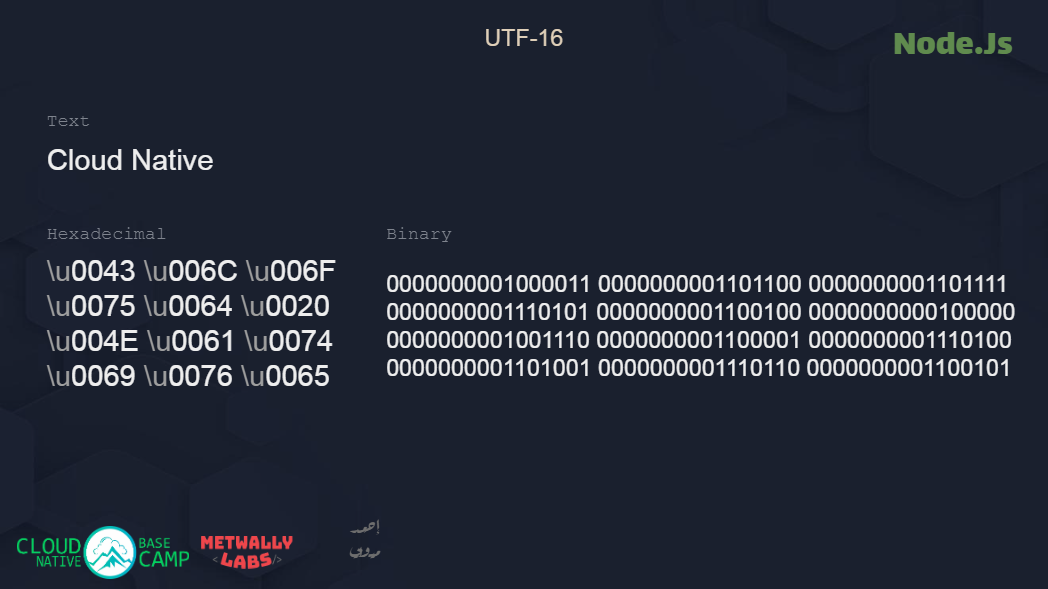 UTF-16
Node.Js
Text
Cloud Native
Hexadecimal
\u0043 \u006C \u006F
\u0075 \u0064 \u0020
\u004E \u0061 \u0074
\u0069 \u0076 \u0065
Binary
0000000001000011 0000000001101100 0000000001101111
0000000001110101 0000000001100100 0000000000100000
0000000001001110 0000000001100001 0000000001110100
0000000001101001 0000000001110110 0000000001100101
CLOUD NATIVE
BASE CAMP
METWALLY
<LABS/>
أحمد